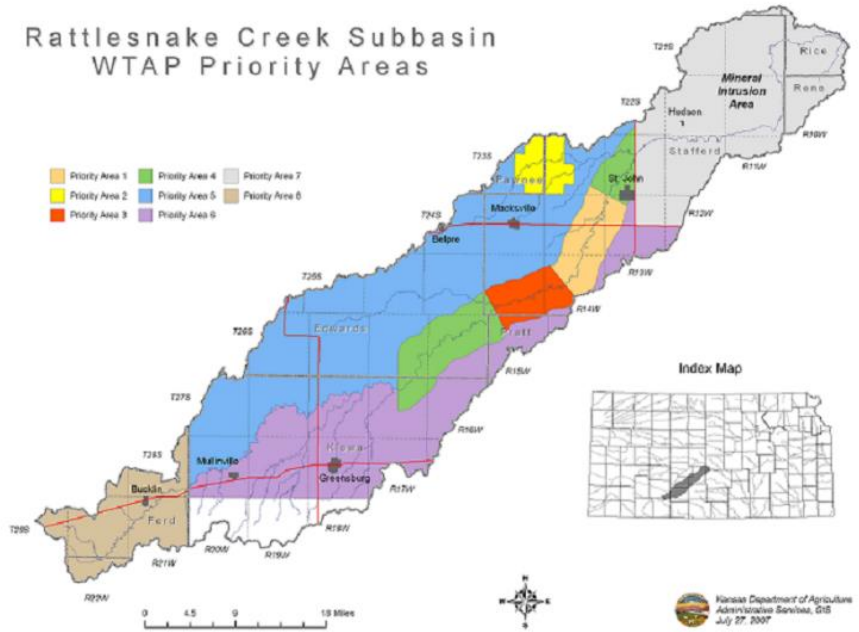 Rattlesnake Creek Subbasin
WTAP Priority Areas
T21S
Rice
Mineral
Intrusion
Area
Reno
T22S
Hudson
R10W
Stafford
R11W
T23S
Pawnee
St. John
Priority Area 1
Priority Area 4
Priority Area 7
Priority Area 2
Priority Area 5
Priority Area 8
Priority Area 3
Priority Area 6
Macksville
T24S
R12W
Belpre
R13W
T25S
R14W
T26S
Edwards
Pratt
R15W
Index Map
T27S
R16W
T28S
Mullinville
Kiowa
Greensburg
R17W
Bucklin
T29S
Ford
R18W
R20W
R19W
R21W
R22W
N
W
E
S
0 4.5 9 18 Miles
Kansas Department of Agriculture
Administrative Services, GIS
July 27, 2007